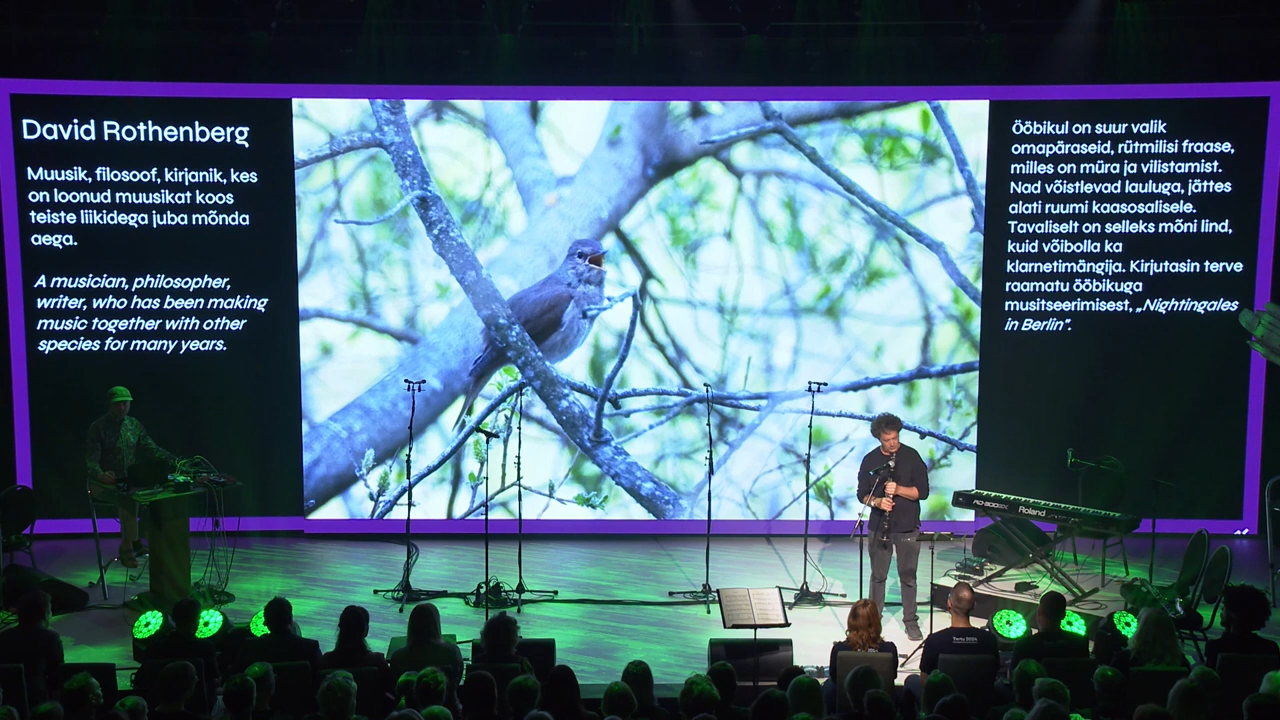 David Rothenberg
Muusik, filosoof, kirjanik, kes
on loonud muusikat koos
teiste liikidega juba mõnda
aega.
A musician, philosopher,
writer, who has been making
music together with other
species for many years.
Ööbikul on suur valik
omapäraseid, rütmilisi fraase,
milles on müra ja vilistamist.
Nad võistlevad lauluga, jättes
alati ruumi kaasosalisele.
Tavaliselt on selleks mõni lind,
kuid võibolla ka
klarnetimängija. Kirjutasin terve
raamatu ööbikuga
musitseerimisest, „Nightingales
in Berlin".
Roland
Tartu 2024